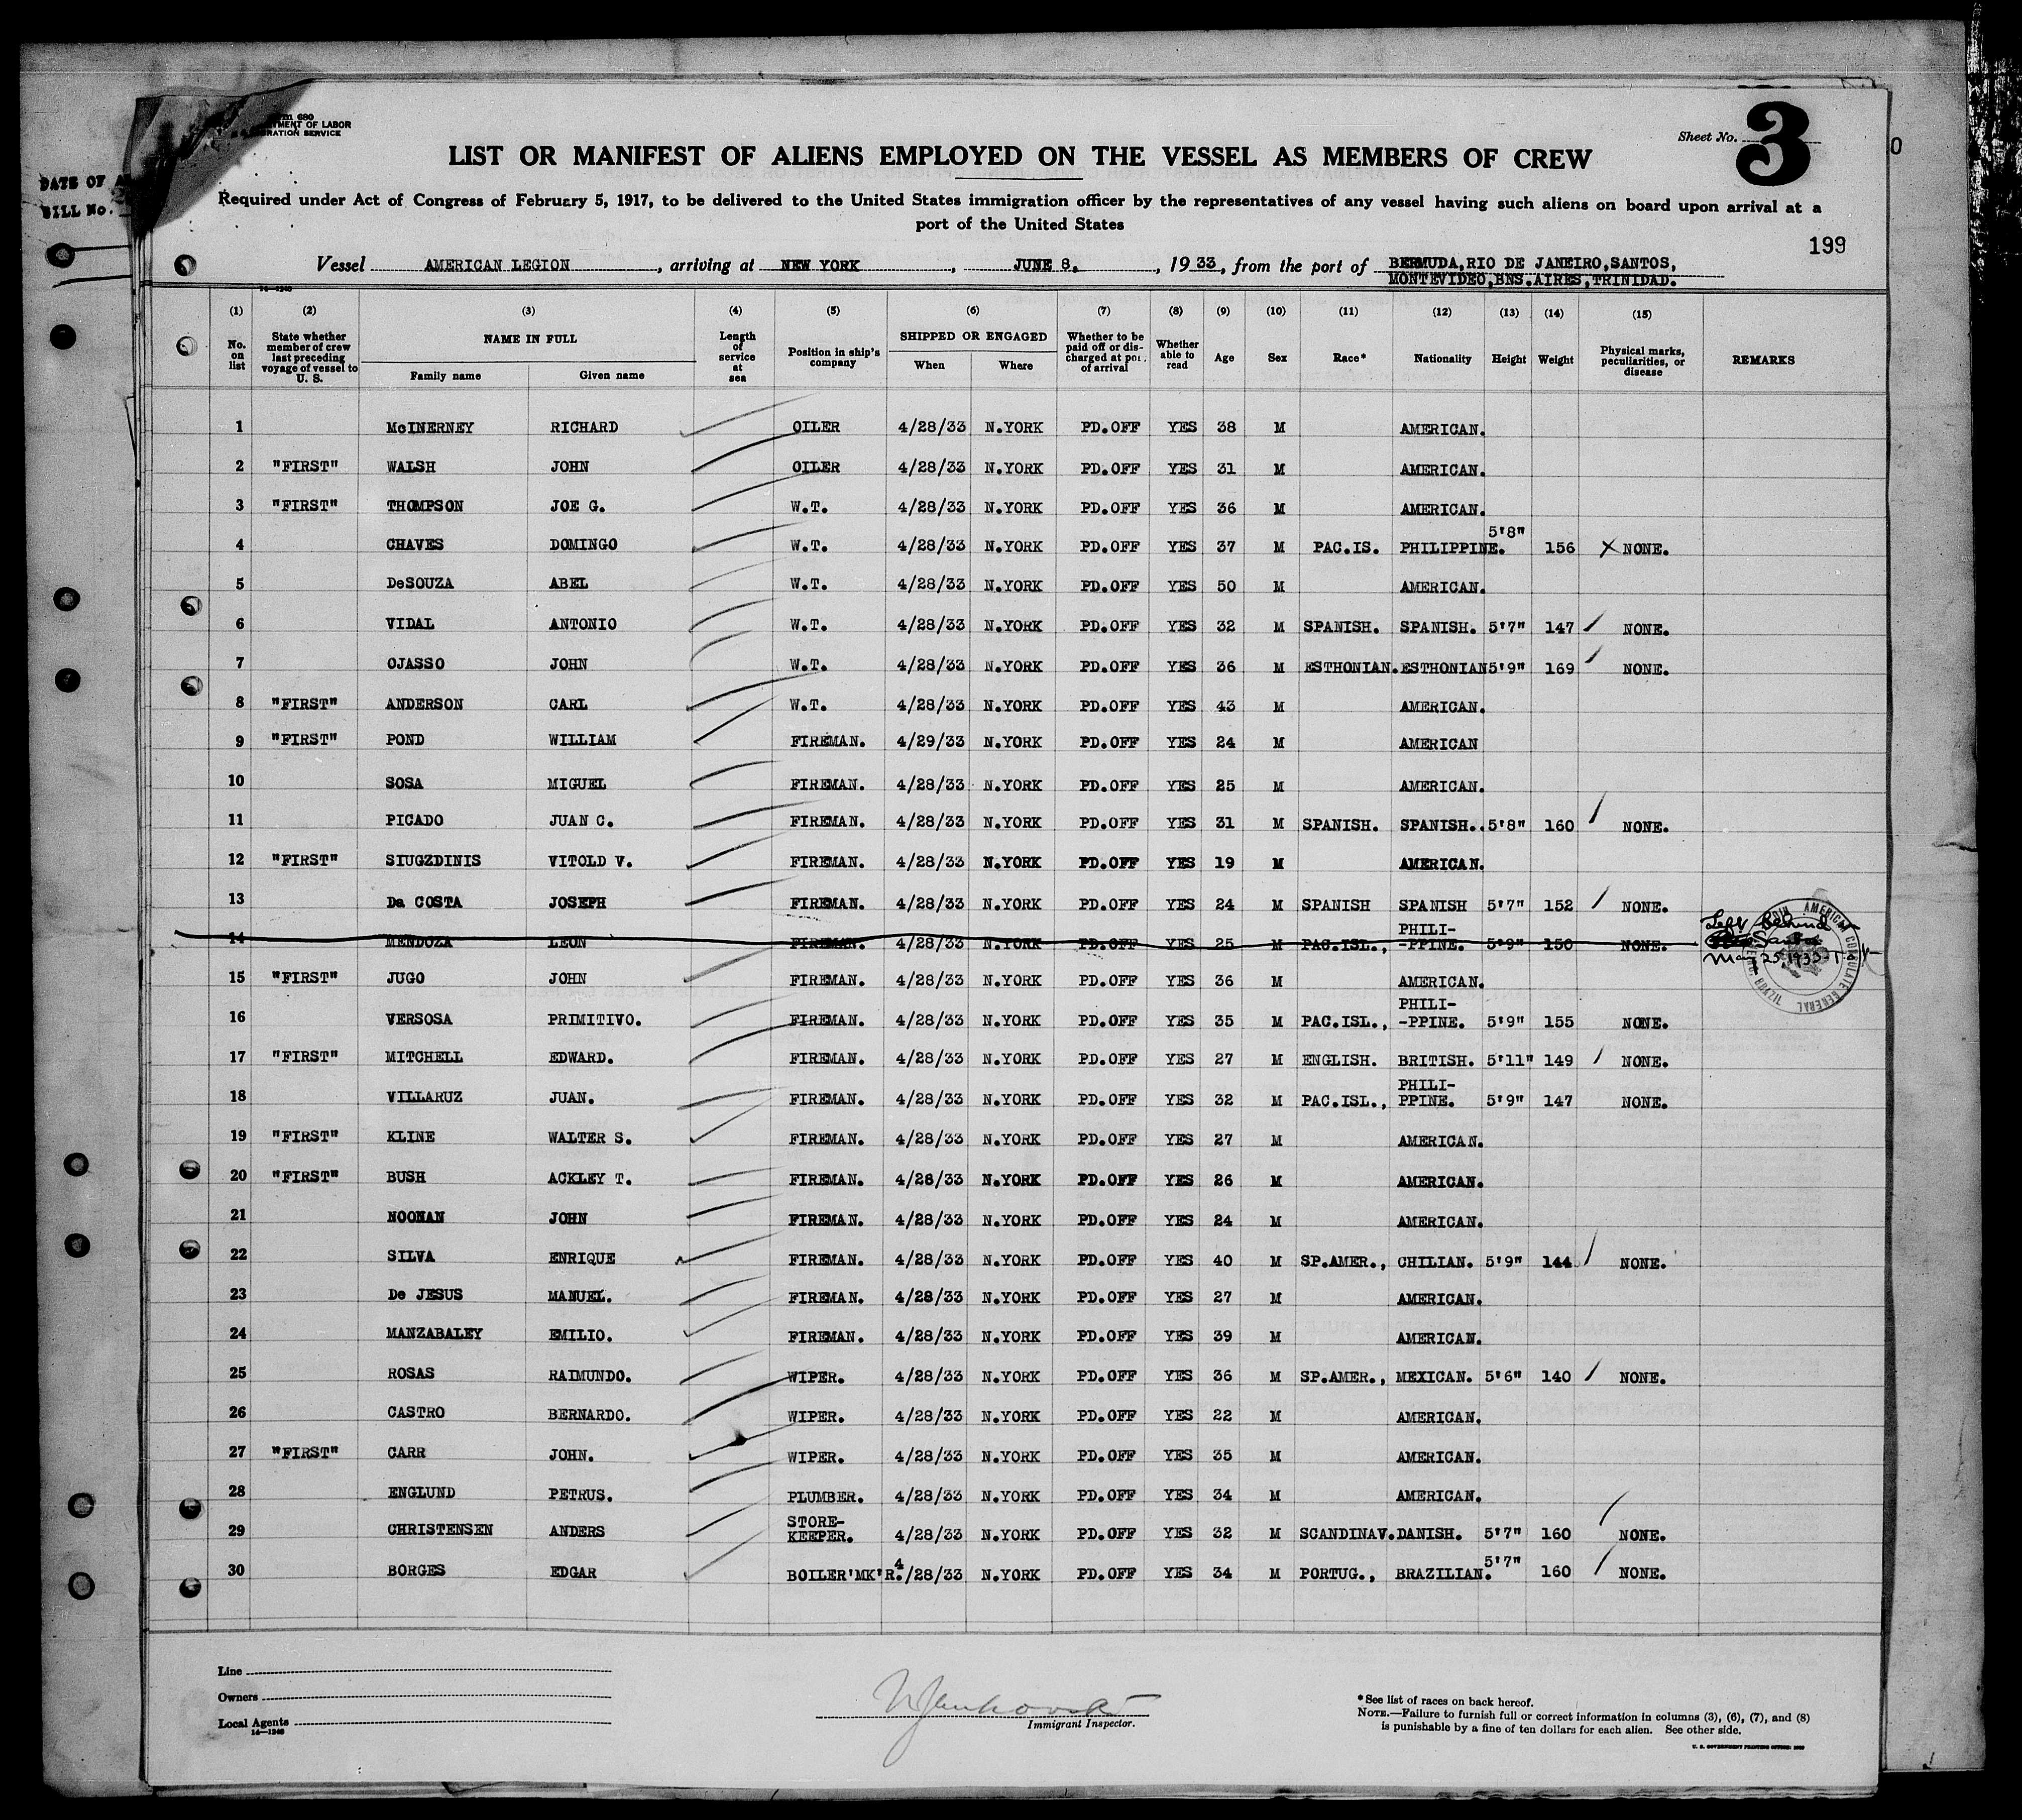 Form 680
DEPARTMENT OF LABOR
IMMIGRATION SERVICE
DATE OF
BILL No.
Sheet No. 3
LIST OR MANIFEST OF ALIENS EMPLOYED ON THE VESSEL AS MEMBERS OF CREW
Required under Act of Congress of February 5, 1917, to be delivered to the United States immigration officer by the representatives of any vessel having such aliens on board upon arrival at a
port of the United States
199
Vessel AMERICAN LEGION, arriving at NEW YORK, JUNE 8, 1933, from the port of BERMUDA,RIO DE JANEIRO,SANTOS,
MONTEVIDEO,BNS.AIRES,TRINIDAD.
14—1240
(1) (2) (3) (4) (5) (6) (7) (8) (9) (10) (11) (12) (13) (14) (15)
No. on list State whether member of crew last preceding voyage of vessel to U. S. NAME IN FULL Family name Given name Length of service at sea Position in ship's company SHIPPED OR ENGAGED When Where Whether to be paid off or discharged at port of arrival Whether able to read Age Sex Race* Nationality Height Weight Physical marks, peculiarities, or disease REMARKS
1 McINERNEY RICHARD OILER 4/28/33 N.YORK PD.OFF YES 38 M AMERICAN.
2 "FIRST" WALSH JOHN OILER 4/28/33 N.YORK PD.OFF YES 31 M AMERICAN.
3 "FIRST" THOMPSON JOE G. W.T. 4/28/33 N.YORK PD.OFF YES 36 M AMERICAN.
4 CHAVES DOMINGO W.T. 4/28/33 N.YORK PD.OFF YES 37 M PAC.IS. PHILIPPINE. 5'8" 156 X NONE.
5 DeSOUZA ABEL W.T. 4/28/33 N.YORK PD.OFF YES 50 M AMERICAN.
6 VIDAL ANTONIO W.T. 4/28/33 N.YORK PD.OFF YES 32 M SPANISH. SPANISH. 5'7" 147 NONE.
7 OJASSO JOHN W.T. 4/28/33 N.YORK PD.OFF YES 36 M ESTHONIAN. ESTHONIAN 5'9" 169 NONE.
8 "FIRST" ANDERSON CARL W.T. 4/28/33 N.YORK PD.OFF YES 43 M AMERICAN.
9 "FIRST" POND WILLIAM FIREMAN. 4/29/33 N.YORK PD.OFF YES 24 M AMERICAN
10 SOSA MIGUEL FIREMAN. 4/28/33 N.YORK PD.OFF YES 25 M AMERICAN.
11 PICADO JUAN C. FIREMAN. 4/28/33 N.YORK PD.OFF YES 31 M SPANISH. SPANISH.. 5'8" 160 NONE.
12 "FIRST" SIUGZDINIS VITOLD V. FIREMAN. 4/28/33 N.YORK PD.OFF YES 19 M AMERICAN.
13 Da COSTA JOSEPH FIREMAN. 4/28/33 N.YORK PD.OFF YES 24 M SPANISH SPANISH 5'7" 152 NONE.
14 MENDOZA LEON FIREMAN. 4/28/33 N.YORK PD.OFF YES 25 M PAC.ISL., PHILI-
-PPINE. 5'9" 150 NONE. Left behind
Santos
May 25, 1933
AMERICAN CONSULATE GENERAL
15 "FIRST" JUGO JOHN FIREMAN. 4/28/33 N.YORK PD.OFF YES 36 M AMERICAN.
16 VERSOSA PRIMITIVO. FIREMAN. 4/28/33 N.YORK PD.OFF YES 35 M PAC.ISL., PHILI-
-PPINE. 5'9" 155 NONE.
17 "FIRST" MITCHELL EDWARD. FIREMAN. 4/28/33 N.YORK PD.OFF YES 27 M ENGLISH. BRITISH. 5'11" 149 NONE.
18 VILLARUZ JUAN. FIREMAN. 4/28/33 N.YORK PD.OFF YES 32 M PAC.ISL., PHILI-
PPINE. 5'9" 147 NONE.
19 "FIRST" KLINE WALTER S. FIREMAN. 4/28/33 N.YORK PD.OFF YES 27 M AMERICAN.
20 "FIRST" BUSH ACKLEY T. FIREMAN. 4/28/33 N.YORK PD.OFF YES 26 M AMERICAN.
21 NOONAN JOHN FIREMAN. 4/28/33 N.YORK PD.OFF YES 24 M AMERICAN.
22 SILVA ENRIQUE FIREMAN. 4/28/33 N.YORK PD.OFF YES 40 M SP.AMER., CHILIAN. 5'9" 144 NONE.
23 De JESUS MANUEL. FIREMAN. 4/28/33 N.YORK PD.OFF YES 27 M AMERICAN.
24 MANZABALEY EMILIO. FIREMAN. 4/28/33 N.YORK PD.OFF YES 39 M AMERICAN.
25 ROSAS RAIMUNDO. WIPER. 4/28/33 N.YORK PD.OFF YES 36 M SP.AMER., MEXICAN. 5'6" 140 NONE.
26 CASTRO BERNARDO. WIPER. 4/28/33 N.YORK PD.OFF YES 22 M AMERICAN.
27 "FIRST" CARR JOHN. WIPER. 4/28/33 N.YORK PD.OFF YES 35 M AMERICAN.
28 ENGLUND PETRUS. PLUMBER. 4/28/33 N.YORK PD.OFF YES 34 M AMERICAN.
29 CHRISTENSEN ANDERS STORE-
KEEPER. 4/28/33 N.YORK PD.OFF YES 32 M SCANDINAV. DANISH. 5'7" 160 NONE.
30 BORGES EDGAR BOILER'MK'R. 4/28/33 N.YORK PD.OFF YES 34 M PORTUG., BRAZILIAN. 5'7" 160 NONE.
Line
Owners
Local Agents
14—1240
Immigrant Inspector.
*See list of races on back hereof.
NOTE.—Failure to furnish full or correct information in columns (3), (6), (7), and (8)
is punishable by a fine of ten dollars for each alien. See other side.
U. S. GOVERNMENT PRINTING OFFICE: